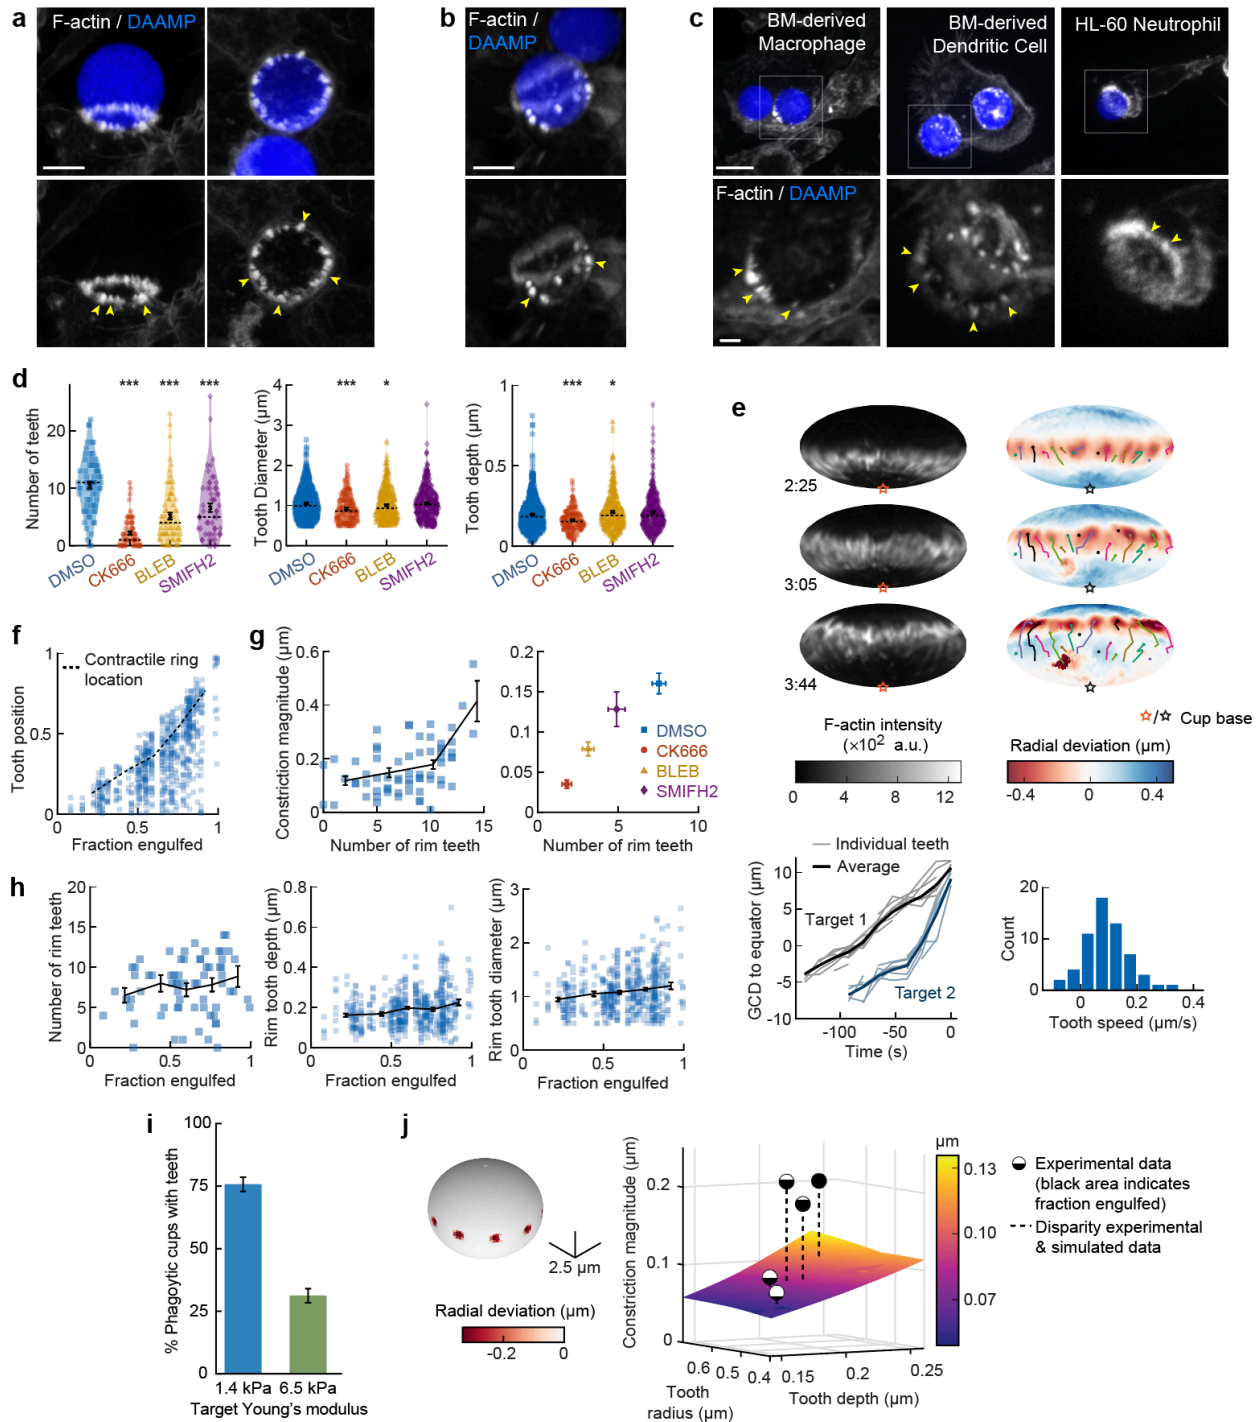 a
F-actin / DAAMP
b
F-actin /
DAAMP
c
BM-derived
Macrophage
BM-derived
Dendritic Cell
HL-60 Neutrophil
F-actin / DAAMP
d
Number of teeth
20
10
0
***
***
***
DMSO
CK666
BLEB
SMIFH2
Tooth Diameter (µm)
4
3
2
1
0
***
*
DMSO
CK666
BLEB
SMIFH2
Tooth depth (µm)
1
0.5
0
***
*
DMSO
CK666
BLEB
SMIFH2
e
2:25
3:05
3:44
F-actin intensity
(×10² a.u.)
0 4 8 12
☆/☆ Cup base
Radial deviation (µm)
-0.4 0 0.4
GCD to equator (µm)
10
5
0
-5
-10
Individual teeth
Average
Target 1
Target 2
-100 -50 0
Time (s)
Count
20
10
0
0 0.2 0.4
Tooth speed (µm/s)
f
Tooth position
1
0.5
0
Contractile ring
location
0 0.5 1
Fraction engulfed
g
Constriction magnitude (µm)
0.6
0.4
0.2
0
0 5 10 15
Number of rim teeth
0.2
0.15
0.1
0.05
0
DMSO
CK666
BLEB
SMIFH2
0 5 10
Number of rim teeth
h
Number of rim teeth
20
15
10
5
0
0 0.5 1
Fraction engulfed
Rim tooth depth (µm)
0.8
0.6
0.4
0.2
0
0 0.5 1
Fraction engulfed
Rim tooth diameter (µm)
3
2
1
0
0 0.5 1
Fraction engulfed
i
% Phagoytic cups with teeth
100
75
50
25
0
1.4 kPa 6.5 kPa
Target Young's modulus
j
2.5 µm
Radial deviation (µm)
-0.2 0
Constriction magnitude (µm)
0.2
0.1
0
0.6 0.5 0.4
Tooth
radius (µm)
0.15 0.2 0.25
Tooth depth (µm)
µm
0.13
0.10
0.07
Experimental data
(black area indicates
fraction engulfed)
Disparity experimental
& simulated data